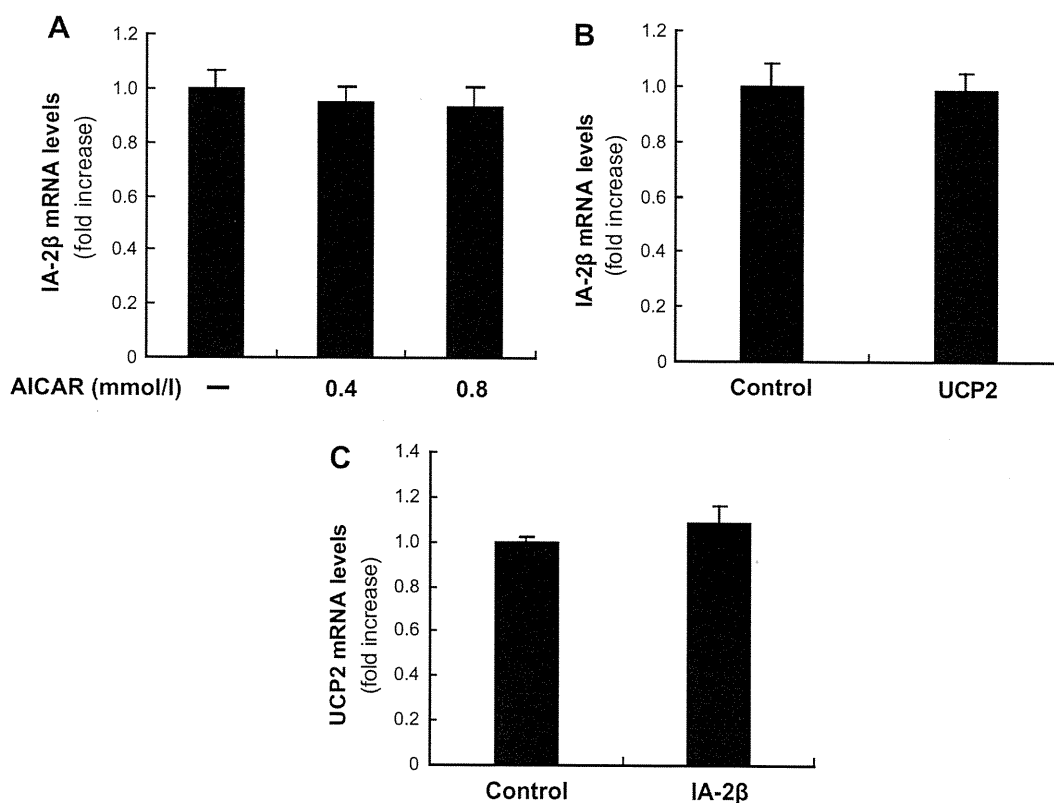 A
IA-2β mRNA levels
(fold increase)
1.2
1.0
0.8
0.6
0.4
0.2
0
AICAR (mmol/l) — 0.4 0.8
B
IA-2β mRNA levels
(fold increase)
1.2
1.0
0.8
0.6
0.4
0.2
0
Control UCP2
C
UCP2 mRNA levels
(fold increase)
1.4
1.2
1.0
0.8
0.6
0.4
0.2
0
Control IA-2β